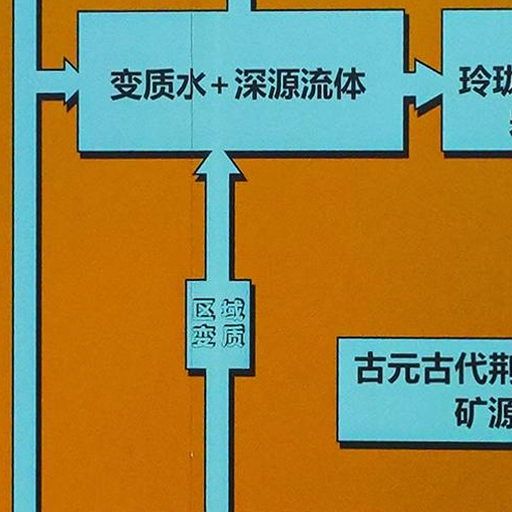 变质水+深源流体
玲珑
区域
变质
古元古代荆
矿源